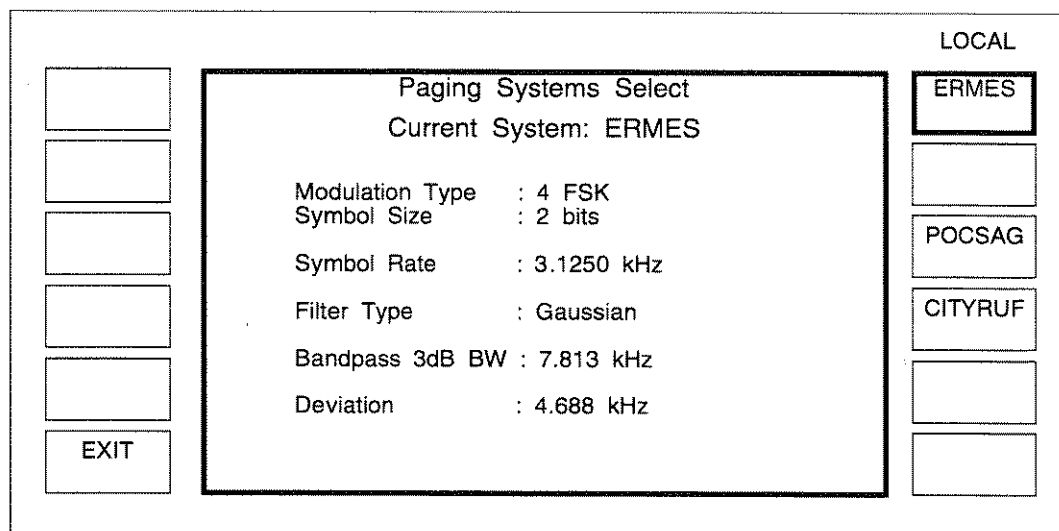 LOCAL
Paging Systems Select
Current System: ERMES
Modulation Type : 4 FSK
Symbol Size : 2 bits
Symbol Rate : 3.1250 kHz
Filter Type : Gaussian
Bandpass 3dB BW : 7.813 kHz
Deviation : 4.688 kHz
EXIT
ERMES
POCSAG
CITYRUF